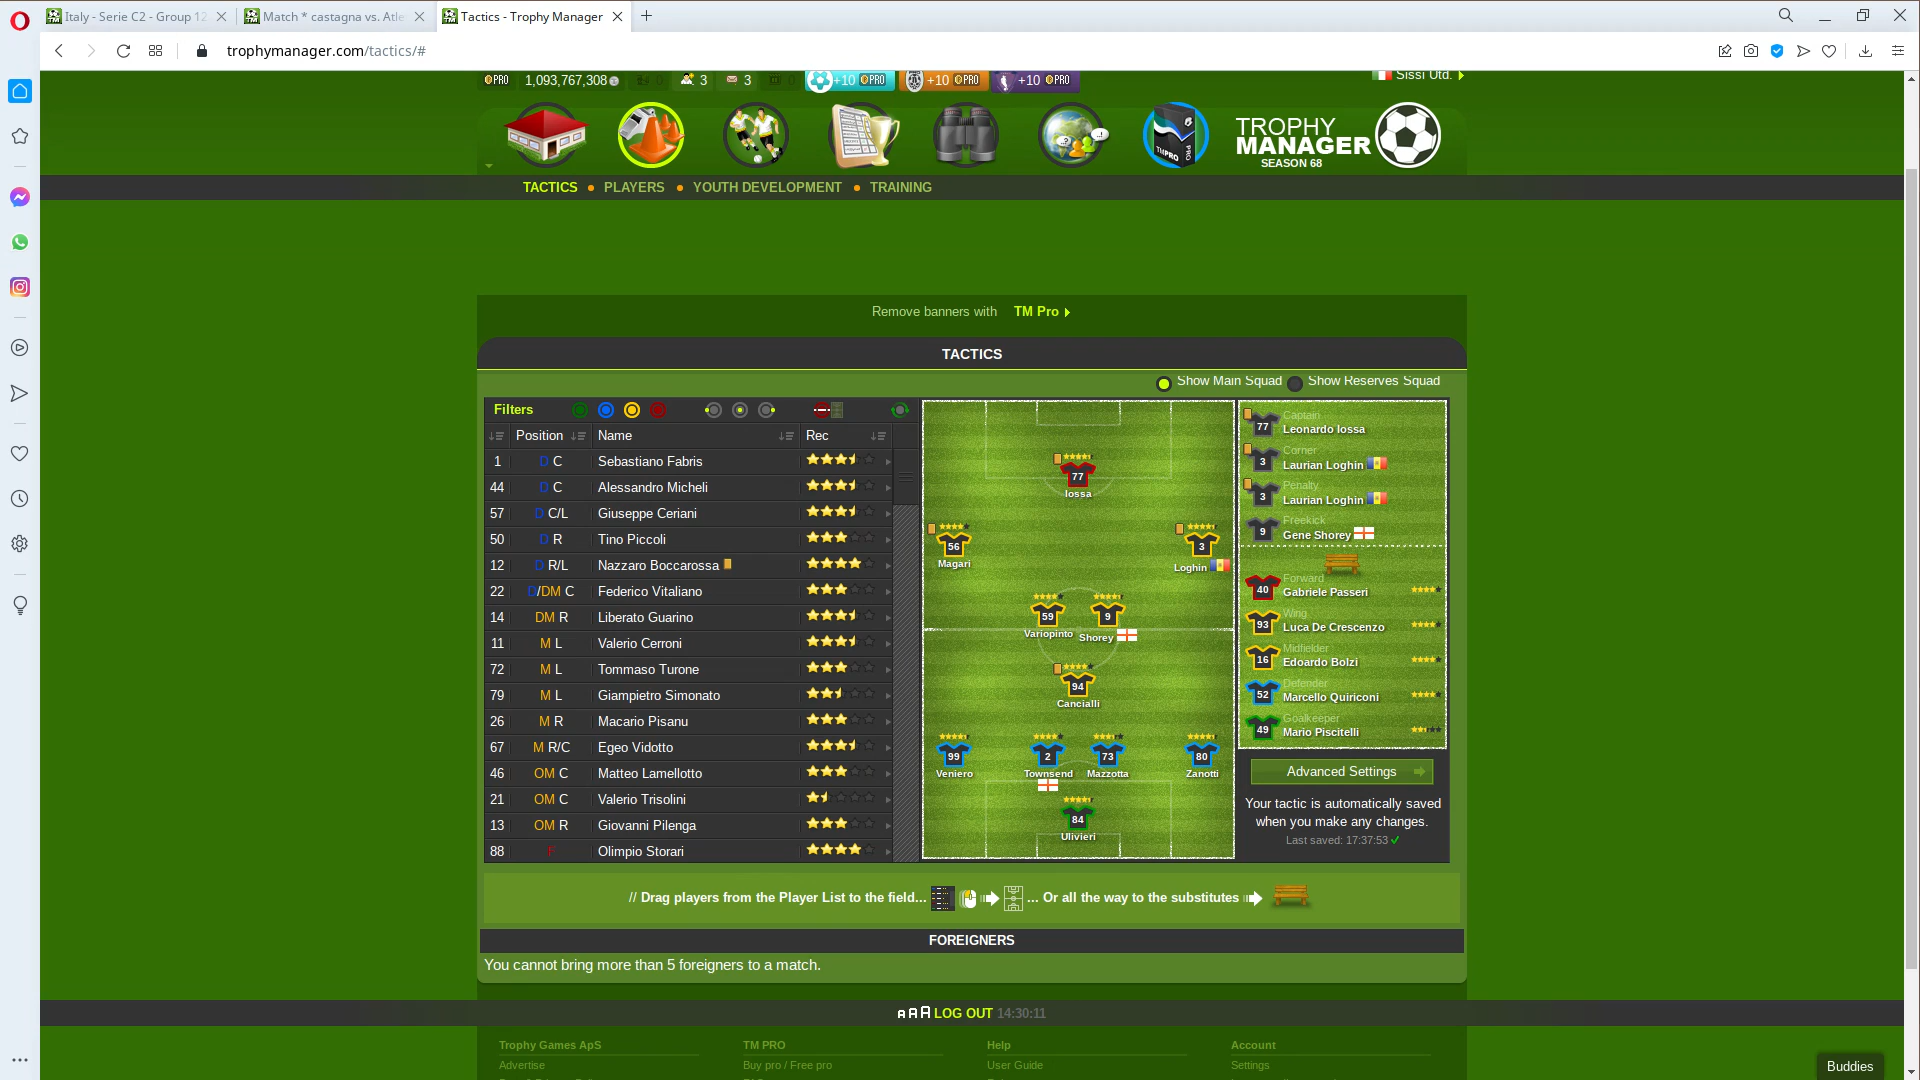 Italy - Serie C2 - Group 12
Match * castagna vs. Atle
Tactics - Trophy Manager
trophymanager.com/tactics/#
PRO 1,093,767,308 0 3 3 0 +10 PRO +10 PRO +10 PRO
Sissi Utd.
TROPHY
MANAGER
SEASON 68
TACTICS • PLAYERS • YOUTH DEVELOPMENT • TRAINING
Remove banners with TM Pro
TACTICS
Show Main Squad Show Reserves Squad
Filters
Position Name Rec
1 D C Sebastiano Fabris
44 D C Alessandro Micheli
57 D C/L Giuseppe Ceriani
50 D R Tino Piccoli
12 D R/L Nazzaro Boccarossa
22 D/DM C Federico Vitaliano
14 DM R Liberato Guarino
11 M L Valerio Cerroni
72 M L Tommaso Turone
79 M L Giampietro Simonato
26 M R Macario Pisanu
67 M R/C Egeo Vidotto
46 OM C Matteo Lamellotto
21 OM C Valerio Trisolini
13 OM R Giovanni Pilenga
88 F Olimpio Storari
77
Iossa
56
Magari
3
Loghin
59
Variopinto
9
Shorey
94
Cancialli
99
Veniero
2
Townsend
73
Mazzotta
80
Zanotti
84
Ulivieri
Captain
77 Leonardo Iossa
Corner
3 Laurian Loghin
Penalty
3 Laurian Loghin
Freekick
9 Gene Shorey
Forward
40 Gabriele Passeri
Wing
93 Luca De Crescenzo
Midfielder
16 Edoardo Bolzi
Defender
52 Marcello Quiriconi
Goalkeeper
49 Mario Piscitelli
Advanced Settings
Your tactic is automatically saved
when you make any changes.
Last saved: 17:37:53
// Drag players from the Player List to the field... ... Or all the way to the substitutes
FOREIGNERS
You cannot bring more than 5 foreigners to a match.
A A A LOG OUT 14:30:11
Trophy Games ApS
Advertise
TM PRO
Buy pro / Free pro
Help
User Guide
Account
Settings
Buddies